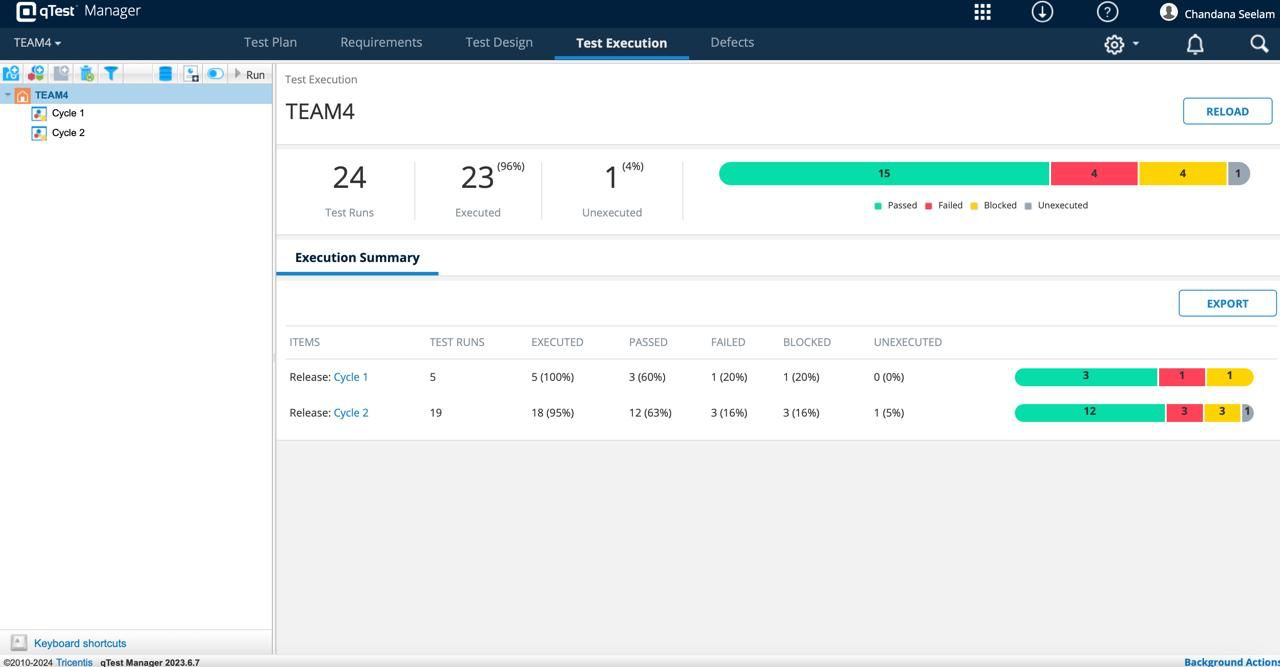 qTest Manager
Chandana Seelam
TEAM4
Test Plan
Requirements
Test Design
Test Execution
Defects
Run
TEAM4
Cycle 1
Cycle 2
Test Execution
TEAM4
RELOAD
24
Test Runs
23 (96%)
Executed
1 (4%)
Unexecuted
15 4 4 1
Passed Failed Blocked Unexecuted
Execution Summary
EXPORT
ITEMS TEST RUNS EXECUTED PASSED FAILED BLOCKED UNEXECUTED
Release: Cycle 1 5 5 (100%) 3 (60%) 1 (20%) 1 (20%) 0 (0%) 3 1 1
Release: Cycle 2 19 18 (95%) 12 (63%) 3 (16%) 3 (16%) 1 (5%) 12 3 3 1
Keyboard shortcuts
©2010-2024 Tricentis qTest Manager 2023.6.7
Background Actions